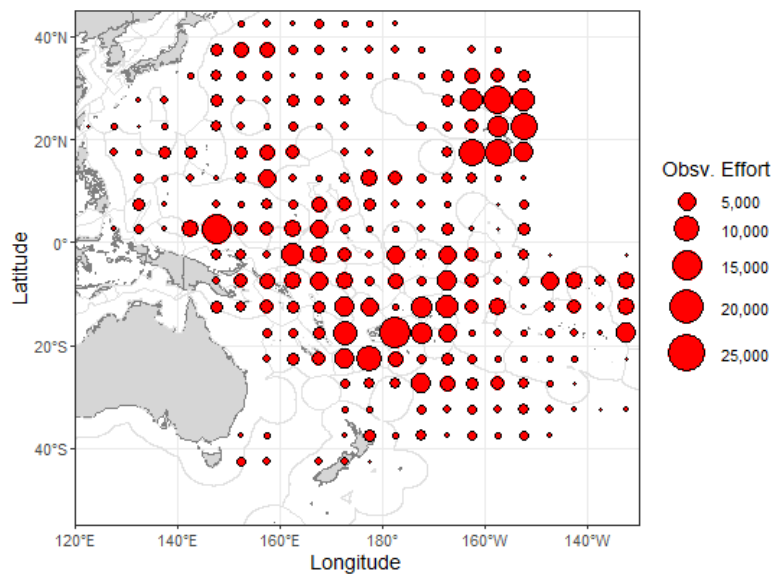 40°N
20°N
0°
20°S
40°S
Latitude
120°E
140°E
160°E
180°
160°W
140°W
Longitude
Obsv. Effort
5,000
10,000
15,000
20,000
25,000